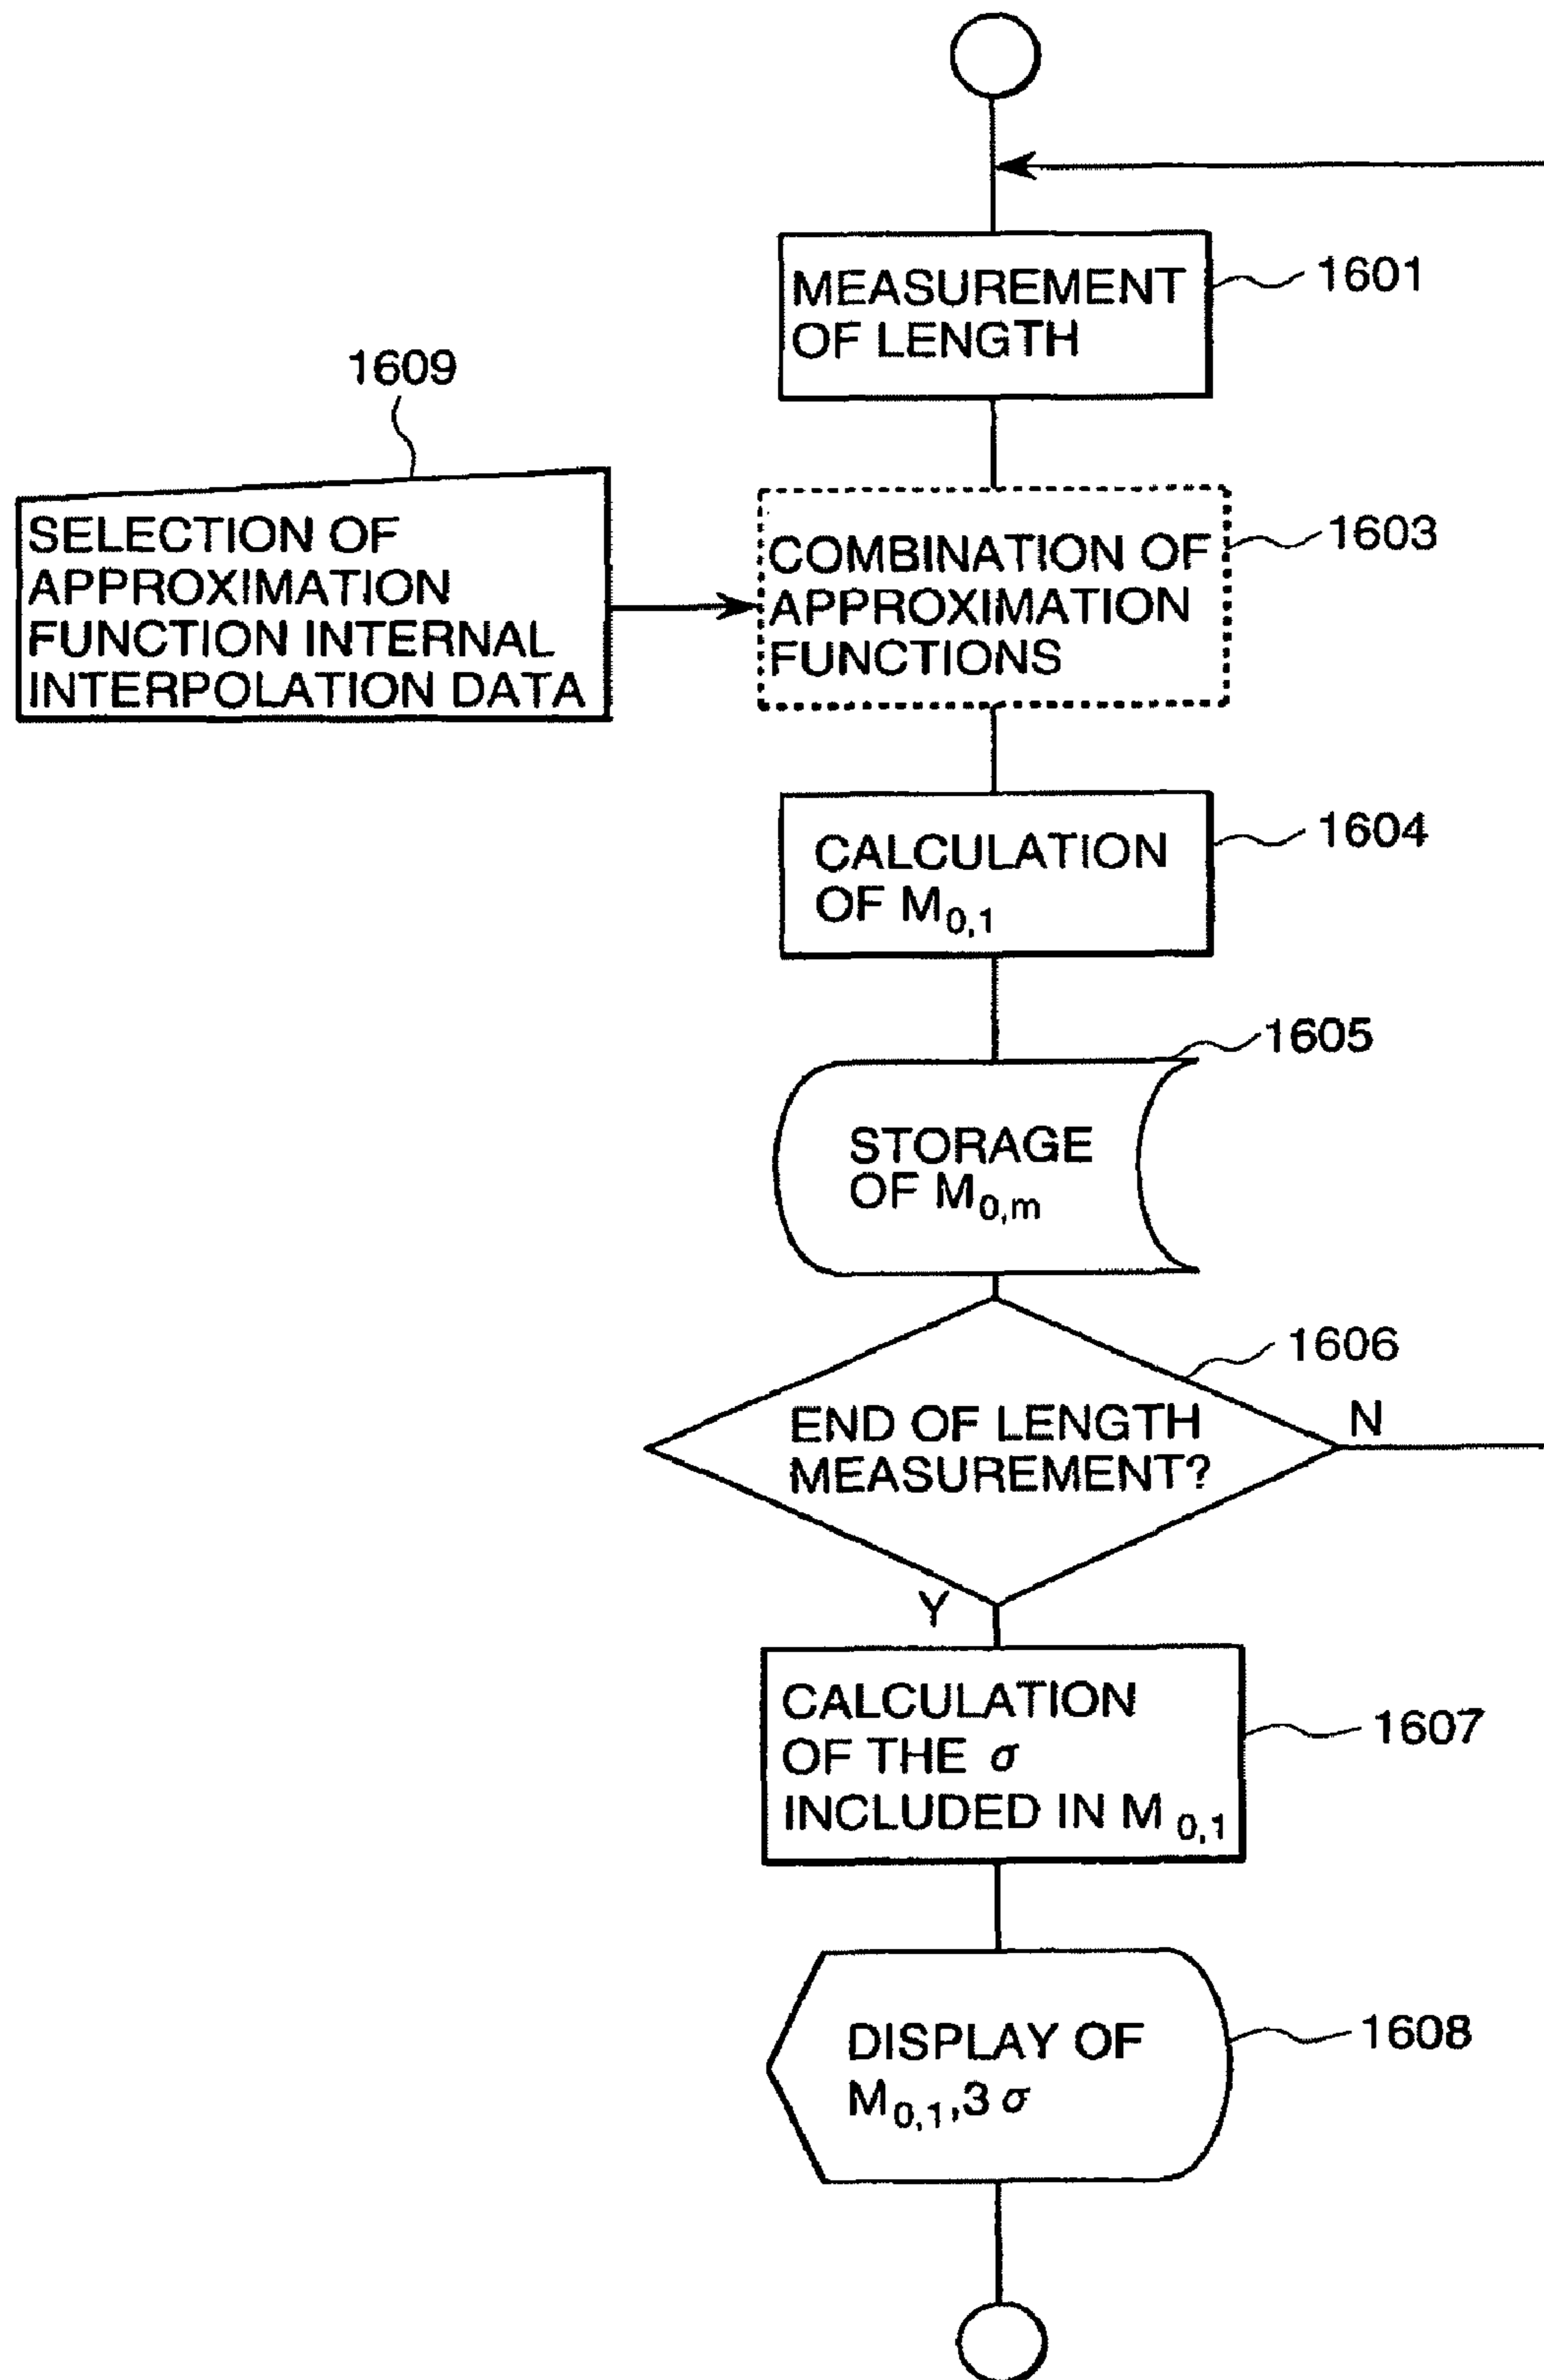 MEASUREMENT
OF LENGTH
1601
1609
SELECTION OF
APPROXIMATION
FUNCTION INTERNAL
INTERPOLATION DATA
COMBINATION OF
APPROXIMATION
FUNCTIONS
1603
CALCULATION
OF M0,1
1604
STORAGE
OF M0,m
1605
END OF LENGTH
MEASUREMENT?
1606
N
Y
CALCULATION
OF THE σ
INCLUDED IN M 0,1
1607
DISPLAY OF
M0,1,3σ
1608